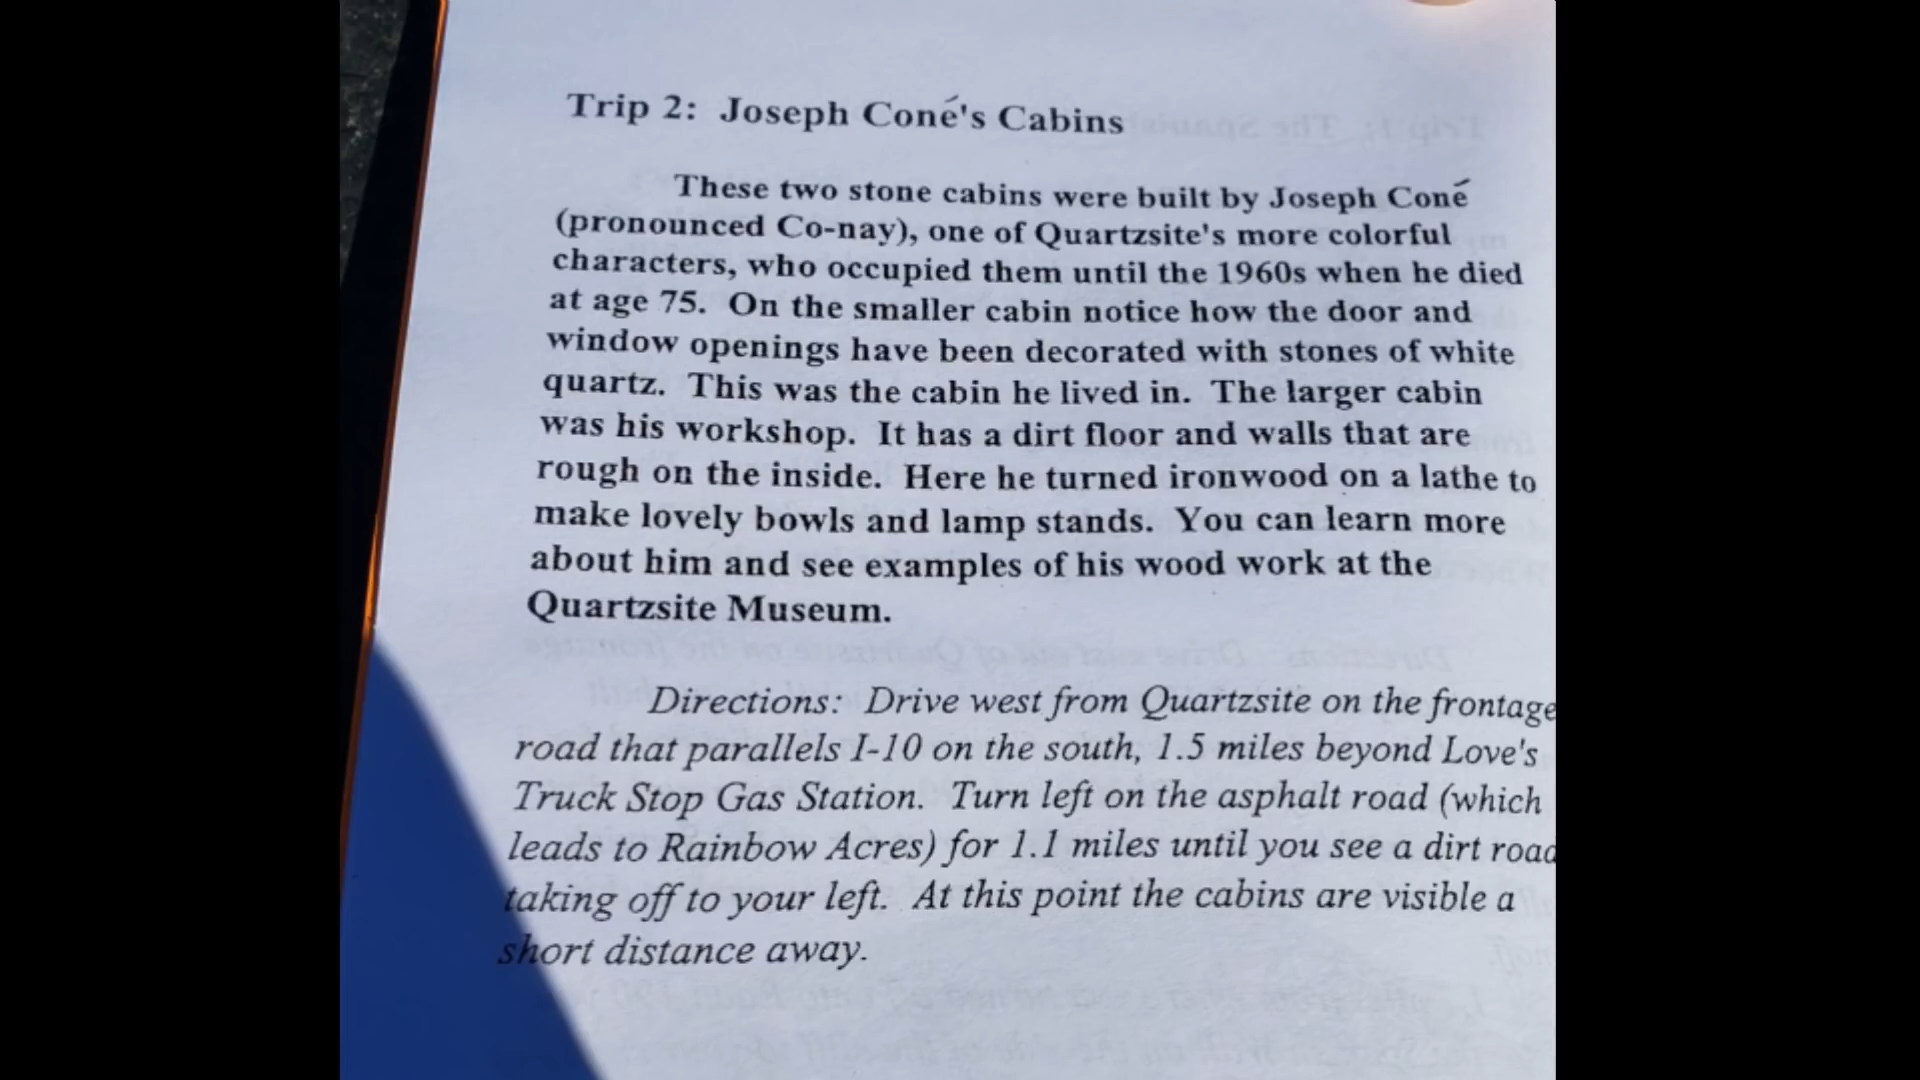 Trip 2: Joseph Coné's Cabins
These two stone cabins were built by Joseph Coné
(pronounced Co-nay), one of Quartzsite's more colorful
characters, who occupied them until the 1960s when he died
at age 75. On the smaller cabin notice how the door and
window openings have been decorated with stones of white
quartz. This was the cabin he lived in. The larger cabin
was his workshop. It has a dirt floor and walls that are
rough on the inside. Here he turned ironwood on a lathe to
make lovely bowls and lamp stands. You can learn more
about him and see examples of his wood work at the
Quartzsite Museum.
Directions: Drive west from Quartzsite on the frontage
road that parallels I-10 on the south, 1.5 miles beyond Love's
Truck Stop Gas Station. Turn left on the asphalt road (which
leads to Rainbow Acres) for 1.1 miles until you see a dirt road
taking off to your left. At this point the cabins are visible a
short distance away.